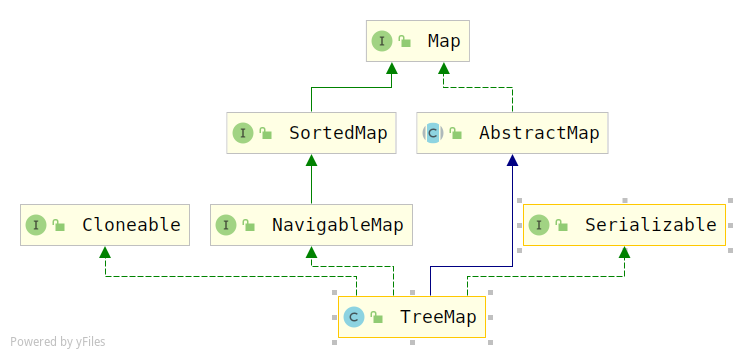 I Map
I SortedMap
C AbstractMap
I Cloneable
I NavigableMap
I Serializable
C TreeMap
Powered by yFiles